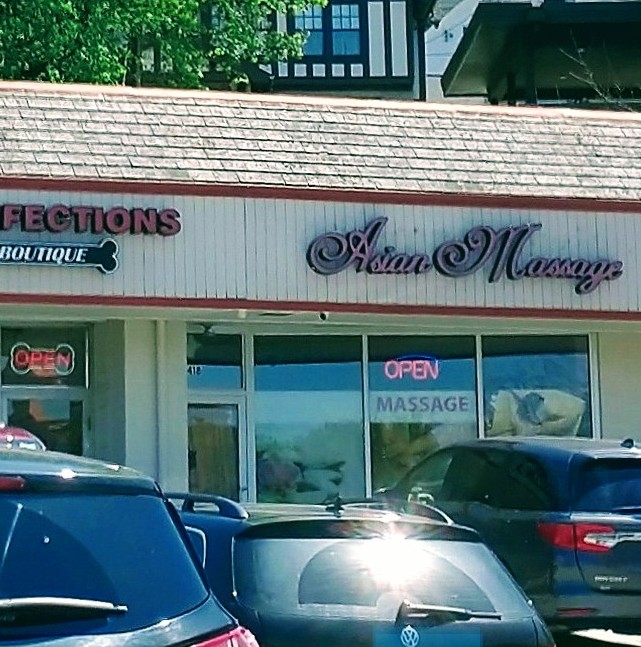 FECTIONS
BOUTIQUE
Asian Massage
OPEN
418
OPEN
MASSAGE